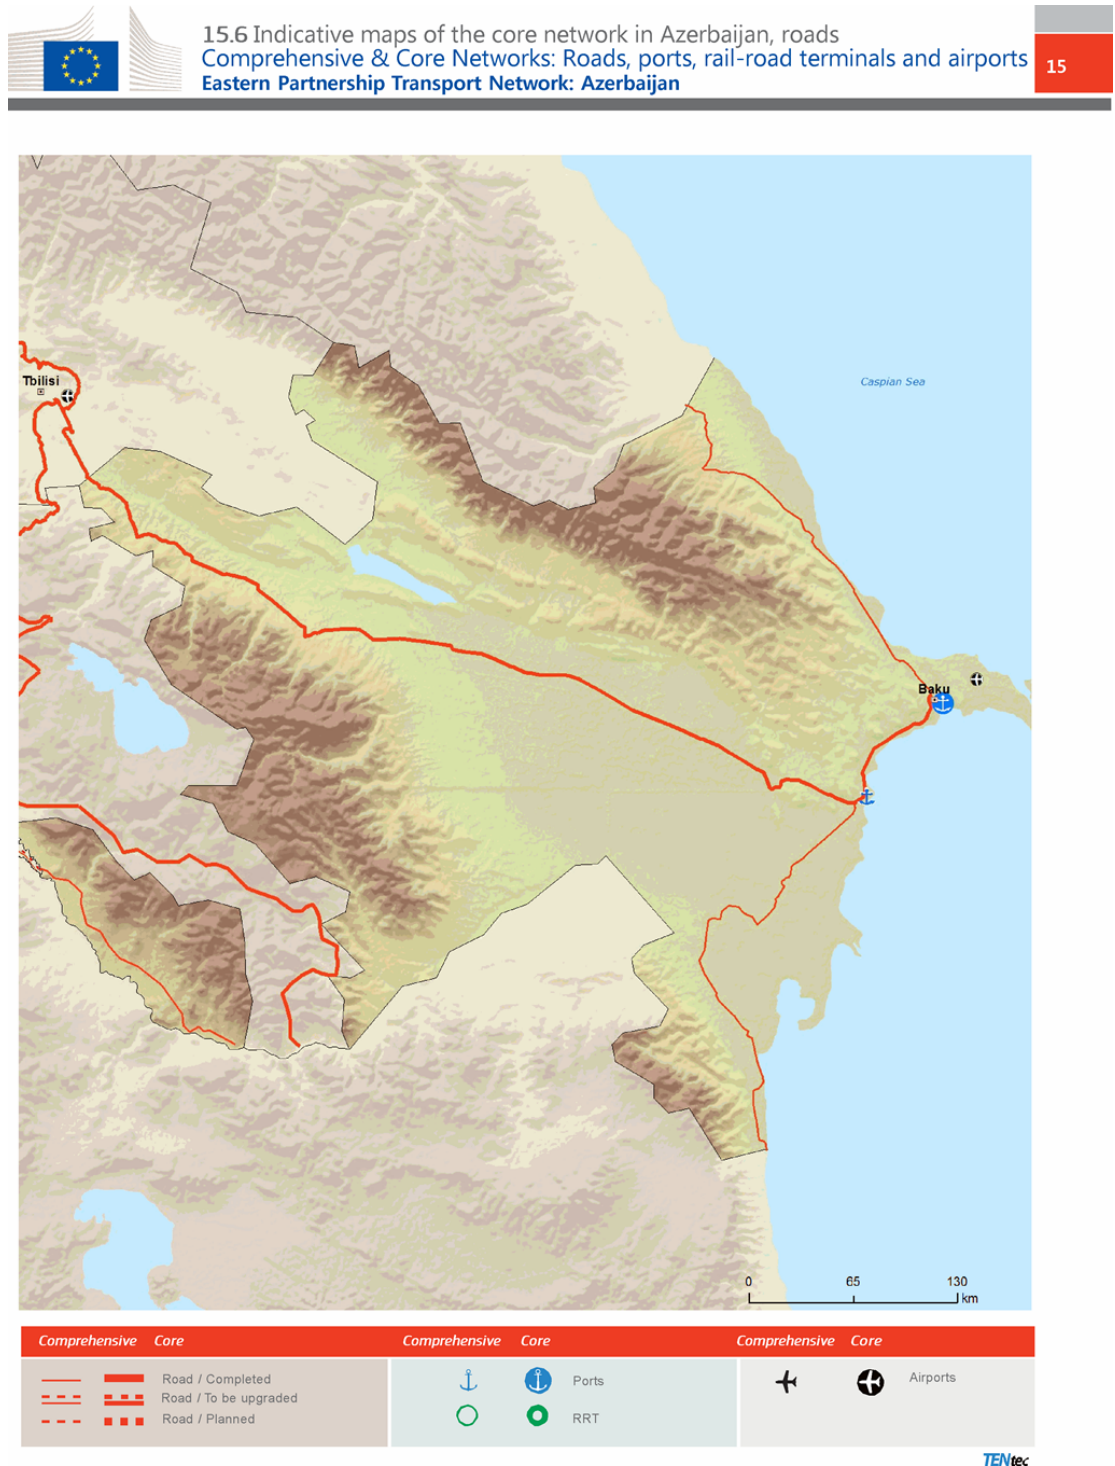 15.6 Indicative maps of the core network in Azerbaijan, roads
Comprehensive & Core Networks: Roads, ports, rail-road terminals and airports
Eastern Partnership Transport Network: Azerbaijan
15
Tbilisi
Caspian Sea
Baku
0 65 130
km
Comprehensive Core
Road / Completed
Road / To be upgraded
Road / Planned
Comprehensive Core
Ports
RRT
Comprehensive Core
Airports
TENtec